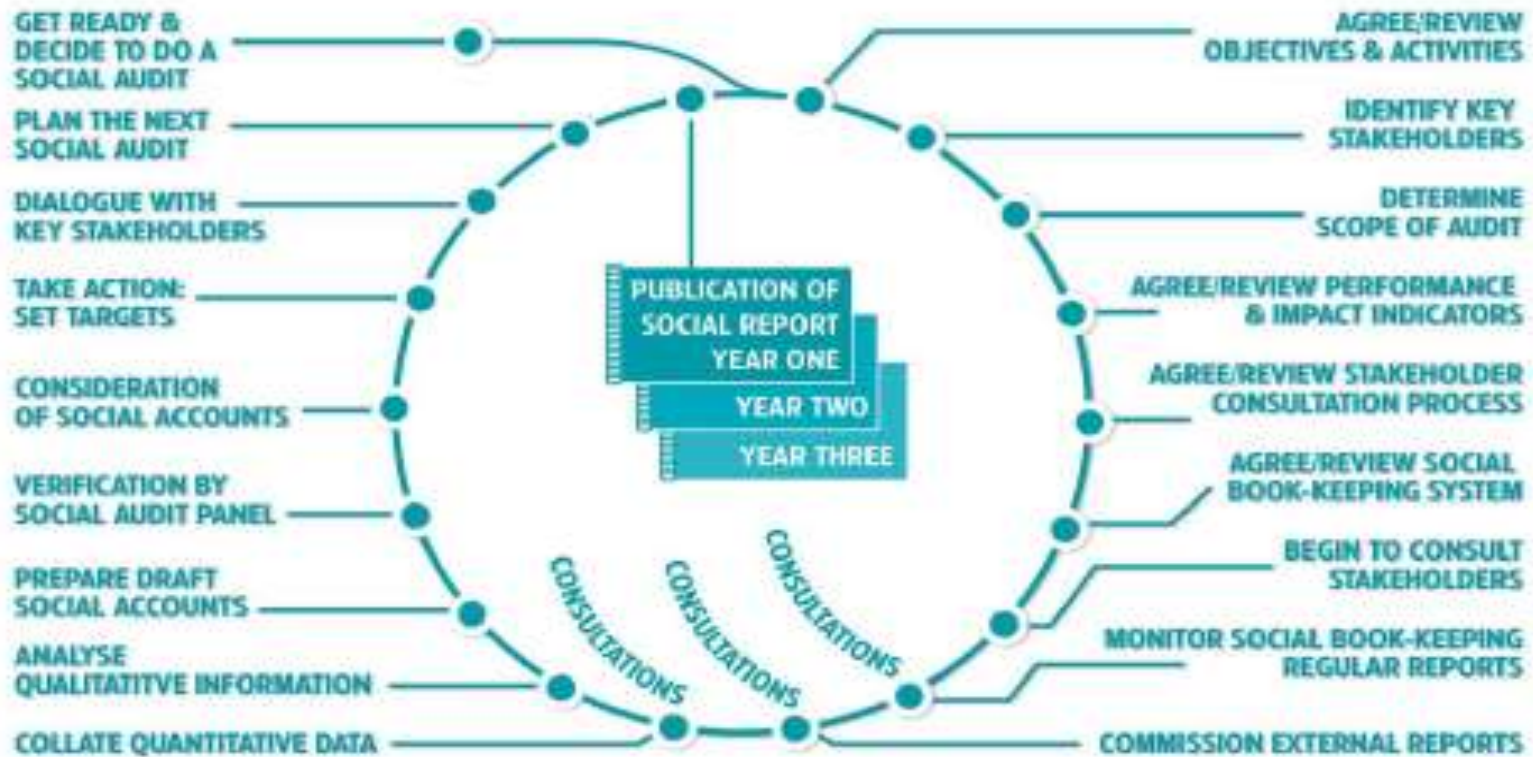 GET READY &
DECIDE TO DO A
SOCIAL AUDIT
AGREE/REVIEW
OBJECTIVES & ACTIVITIES
IDENTIFY KEY
STAKEHOLDERS
DETERMINE
SCOPE OF AUDIT
AGREE/REVIEW PERFORMANCE
& IMPACT INDICATORS
AGREE/REVIEW STAKEHOLDER
CONSULTATION PROCESS
AGREE/REVIEW SOCIAL
BOOK-KEEPING SYSTEM
BEGIN TO CONSULT
STAKEHOLDERS
MONITOR SOCIAL BOOK-KEEPING
REGULAR REPORTS
COMMISSION EXTERNAL REPORTS
COLLATE QUANTITATIVE DATA
ANALYSE
QUALITATITVE INFORMATION
PREPARE DRAFT
SOCIAL ACCOUNTS
VERIFICATION BY
SOCIAL AUDIT PANEL
CONSIDERATION
OF SOCIAL ACCOUNTS
TAKE ACTION:
SET TARGETS
DIALOGUE WITH
KEY STAKEHOLDERS
PLAN THE NEXT
SOCIAL AUDIT
PUBLICATION OF
SOCIAL REPORT
YEAR ONE
YEAR TWO
YEAR THREE
CONSULTATIONS
CONSULTATIONS
CONSULTATIONS